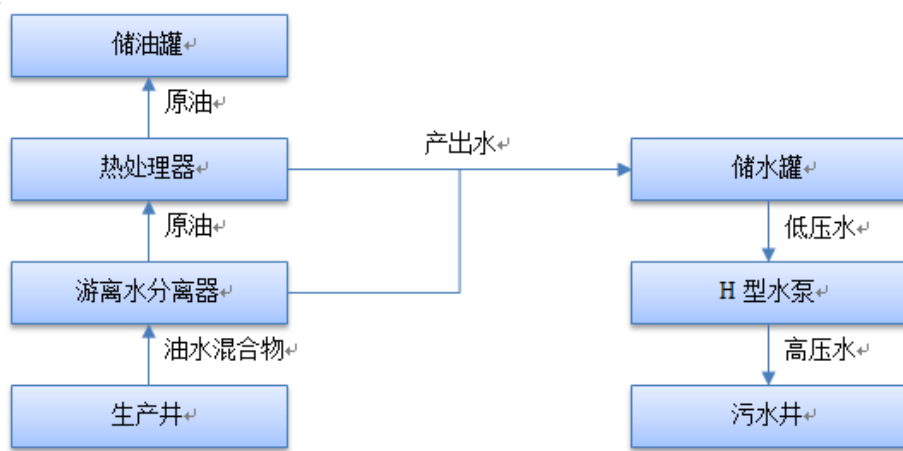 储油罐
原油
热处理器
产出水
储水罐
原油
低压水
游离水分离器
H 型水泵
油水混合物
高压水
生产井
污水井